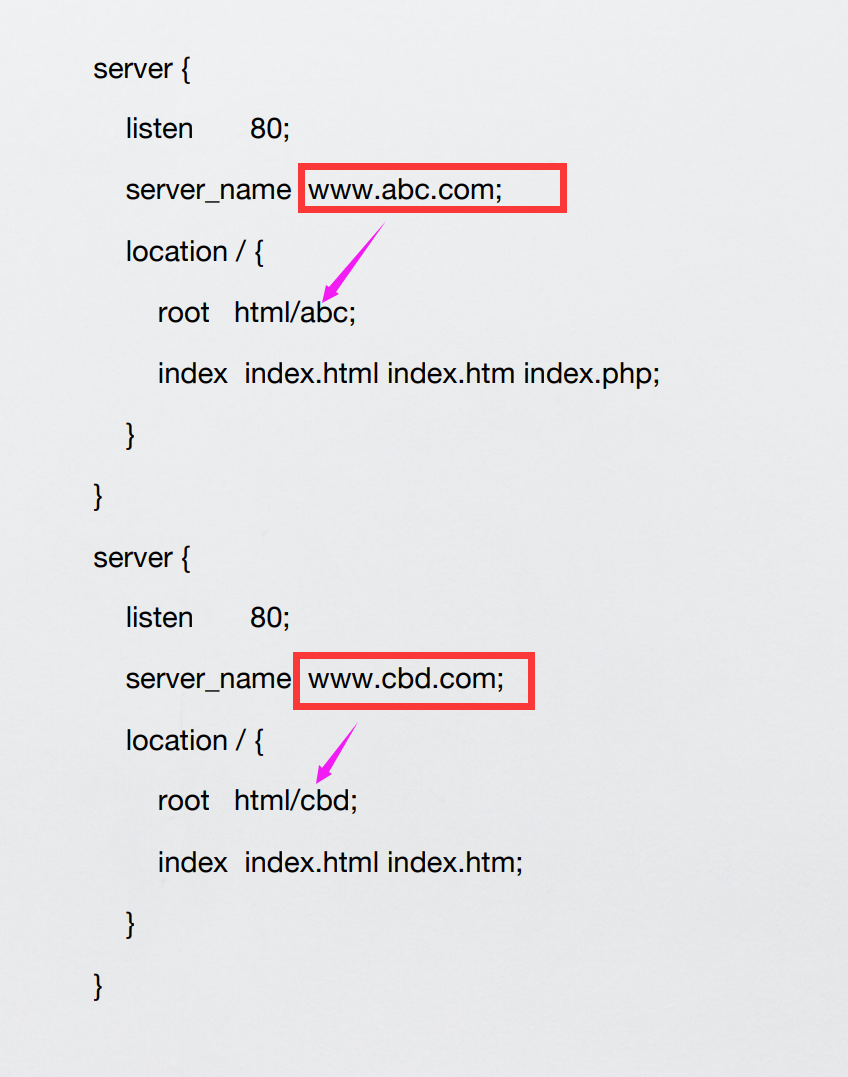 server {
listen 80;
server_name www.abc.com;
location / {
root html/abc;
index index.html index.htm index.php;
}
}
server {
listen 80;
server_name www.cbd.com;
location / {
root html/cbd;
index index.html index.htm;
}
}